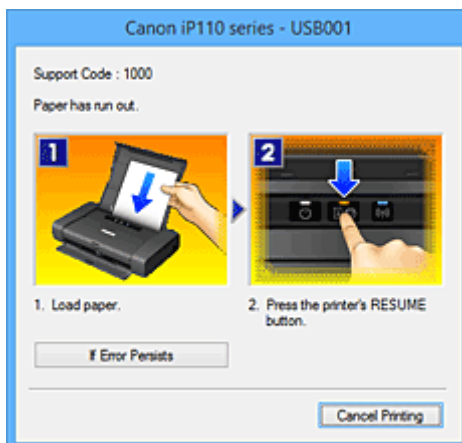 Canon iP110 series - USB001
Support Code : 1000
Paper has run out.
1
2
1. Load paper.
2. Press the printer's RESUME
button.
If Error Persists
Cancel Printing